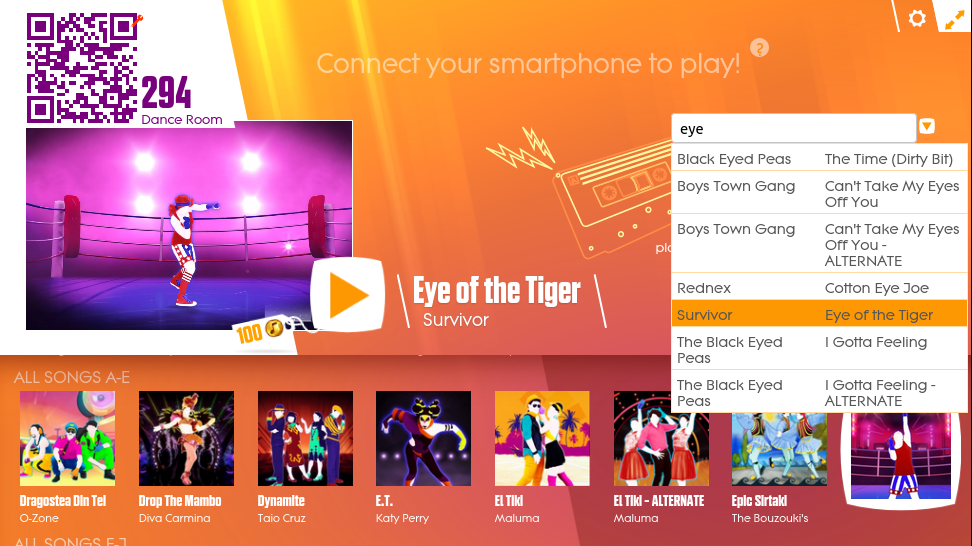 294
Dance Room
Connect your smartphone to play!
?
eye
Black Eyed Peas The Time (Dirty Bit)
Boys Town Gang Can't Take My Eyes
Off You
Boys Town Gang Can't Take My Eyes
Off You -
ALTERNATE
Rednex Cotton Eye Joe
Survivor Eye of the Tiger
The Black Eyed I Gotta Feeling
Peas
The Black Eyed I Gotta Feeling -
Peas ALTERNATE
Eye of the Tiger
Survivor
100
ALL SONGS A-E
Dragostea Din Tei
O-Zone
Drop The Mambo
Diva Carmina
Dynamite
Taio Cruz
E.T.
Katy Perry
El Tiki
Maluma
El Tiki - ALTERNATE
Maluma
Epic Sirtaki
The Bouzouki's
ALL SONGS F-J